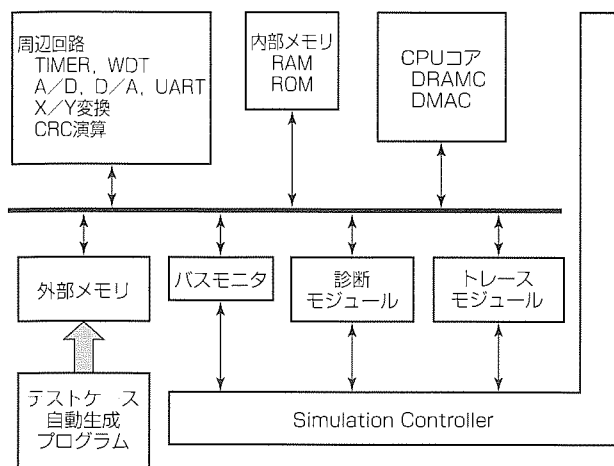 周辺回路
TIMER, WDT
A/D, D/A, UART
X/Y変換
CRC演算
内部メモリ
RAM
ROM
CPUコア
DRAMC
DMAC
外部メモリ
バスモニタ
診断
モジュール
トレース
モジュール
テストケース
自動生成
プログラム
Simulation Controller